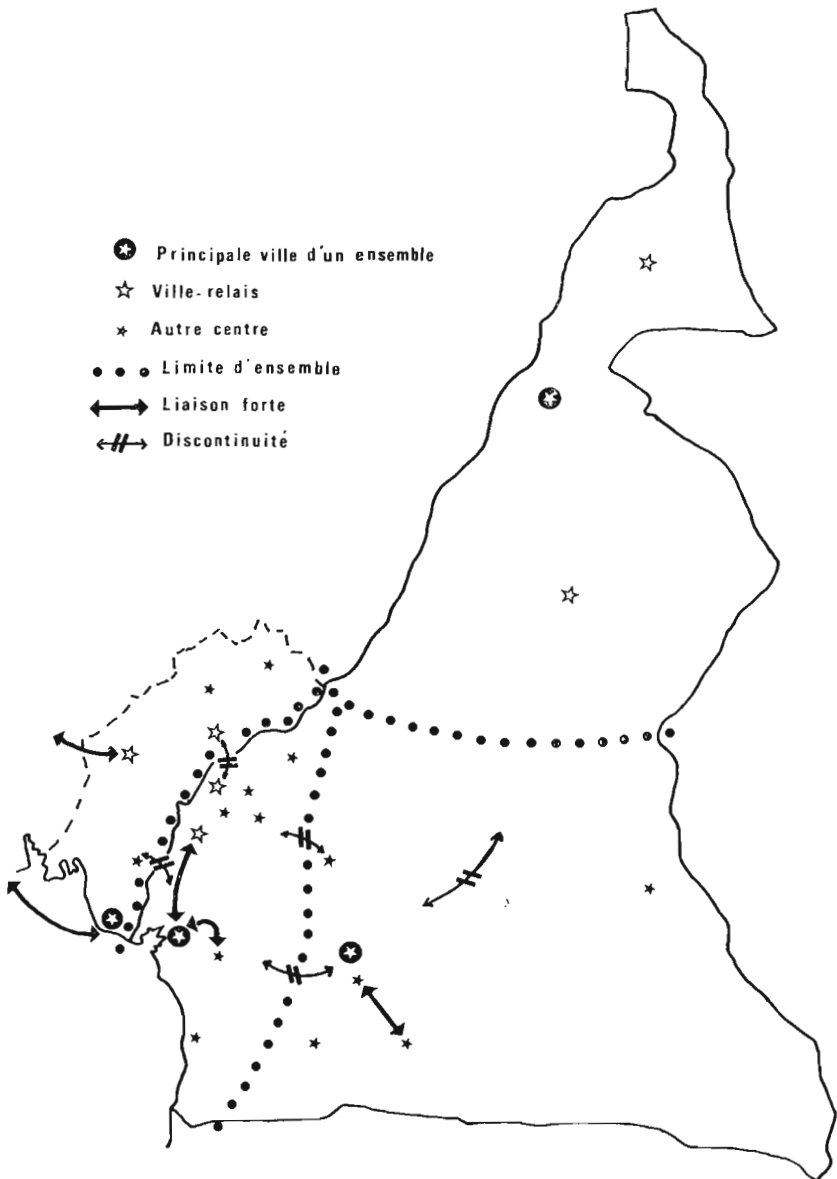 Principale ville d'un ensemble
Ville-relais
Autre centre
Limite d'ensemble
Liaison forte
Discontinuité